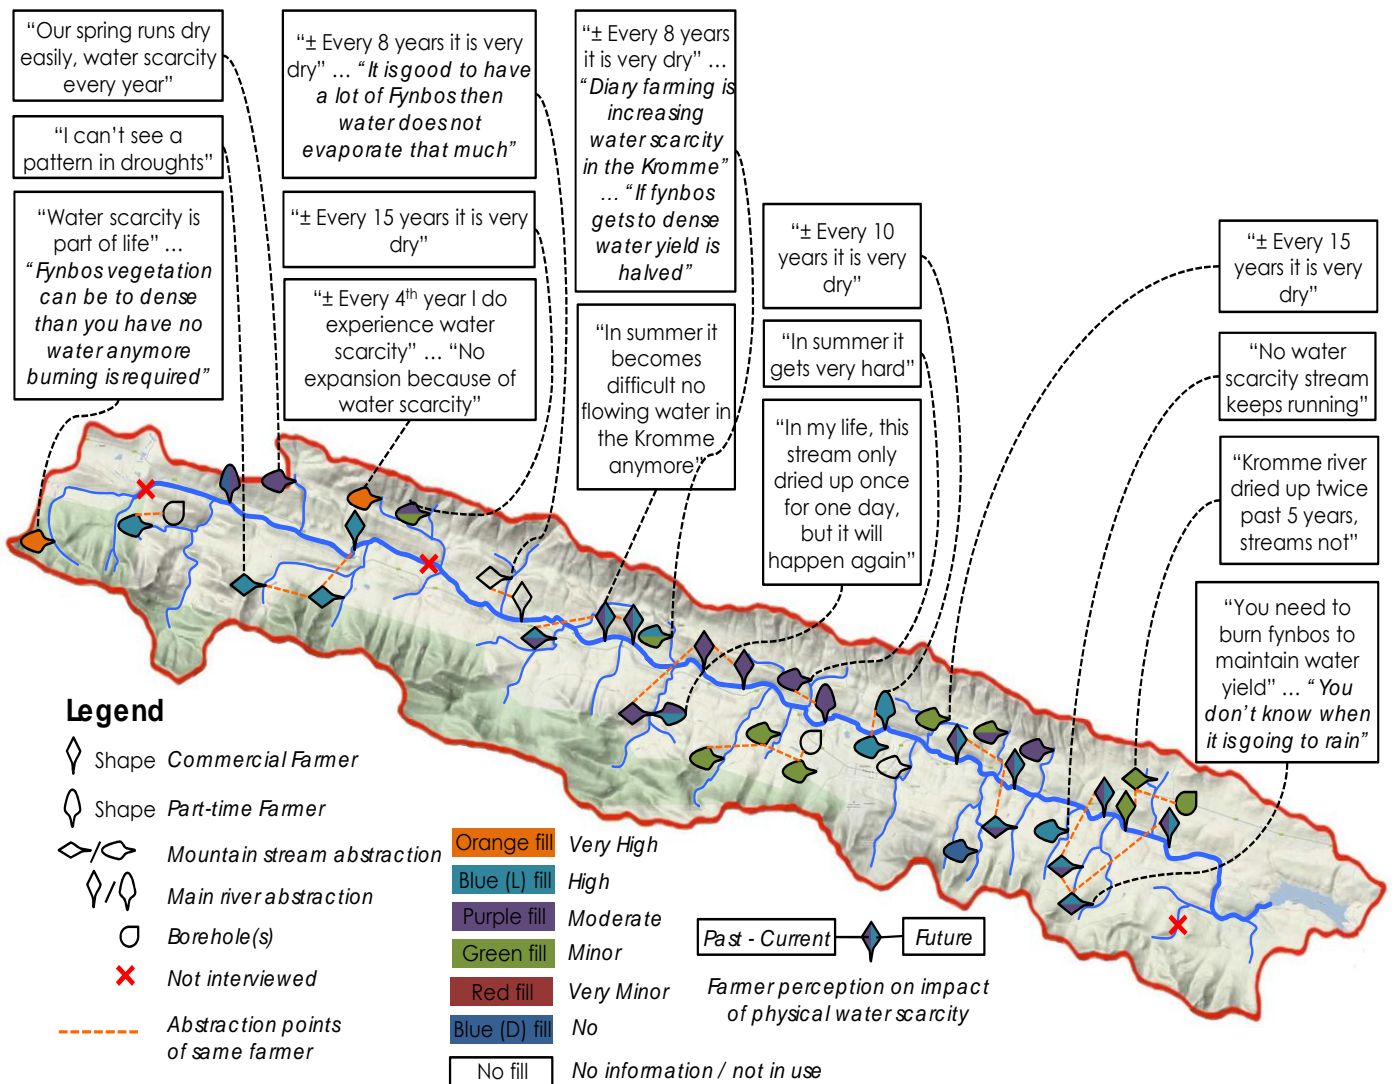 “Our spring runs dry
easily, water scarcity
every year”
“I can’t see a
pattern in droughts”
“Water scarcity is
part of life” …
“Fynbos vegetation
can be to dense
than you have no
water anymore
burning is required”
“± Every 8 years it is very
dry” … “It is good to have
a lot of Fynbos then
water does not
evaporate that much”
“± Every 15 years it is very
dry”
“± Every 4th year I do
experience water
scarcity” … “No
expansion because of
water scarcity”
“± Every 8 years
it is very dry” …
“Diary farming is
increasing
water scarcity
in the Kromme”
… “If fynbos
gets to dense
water yield is
halved”
“In summer it
becomes
difficult no
flowing water in
the Kromme
anymore”
“± Every 10
years it is very
dry”
“In summer it
gets very hard”
“In my life, this
stream only
dried up once
for one day,
but it will
happen again”
“± Every 15
years it is very
dry”
“No water
scarcity stream
keeps running”
“Kromme river
dried up twice
past 5 years,
streams not”
“You need to
burn fynbos to
maintain water
yield” … “You
don’t know when
it is going to rain”
Legend
Shape Commercial Farmer
Shape Part-time Farmer
/ Mountain stream abstraction
/ Main river abstraction
Borehole(s)
Not interviewed
Abstraction points
of same farmer
Orange fill Very High
Blue (L) fill High
Purple fill Moderate
Green fill Minor
Red fill Very Minor
Blue (D) fill No
No fill No information / not in use
Past - Current Future
Farmer perception on impact
of physical water scarcity